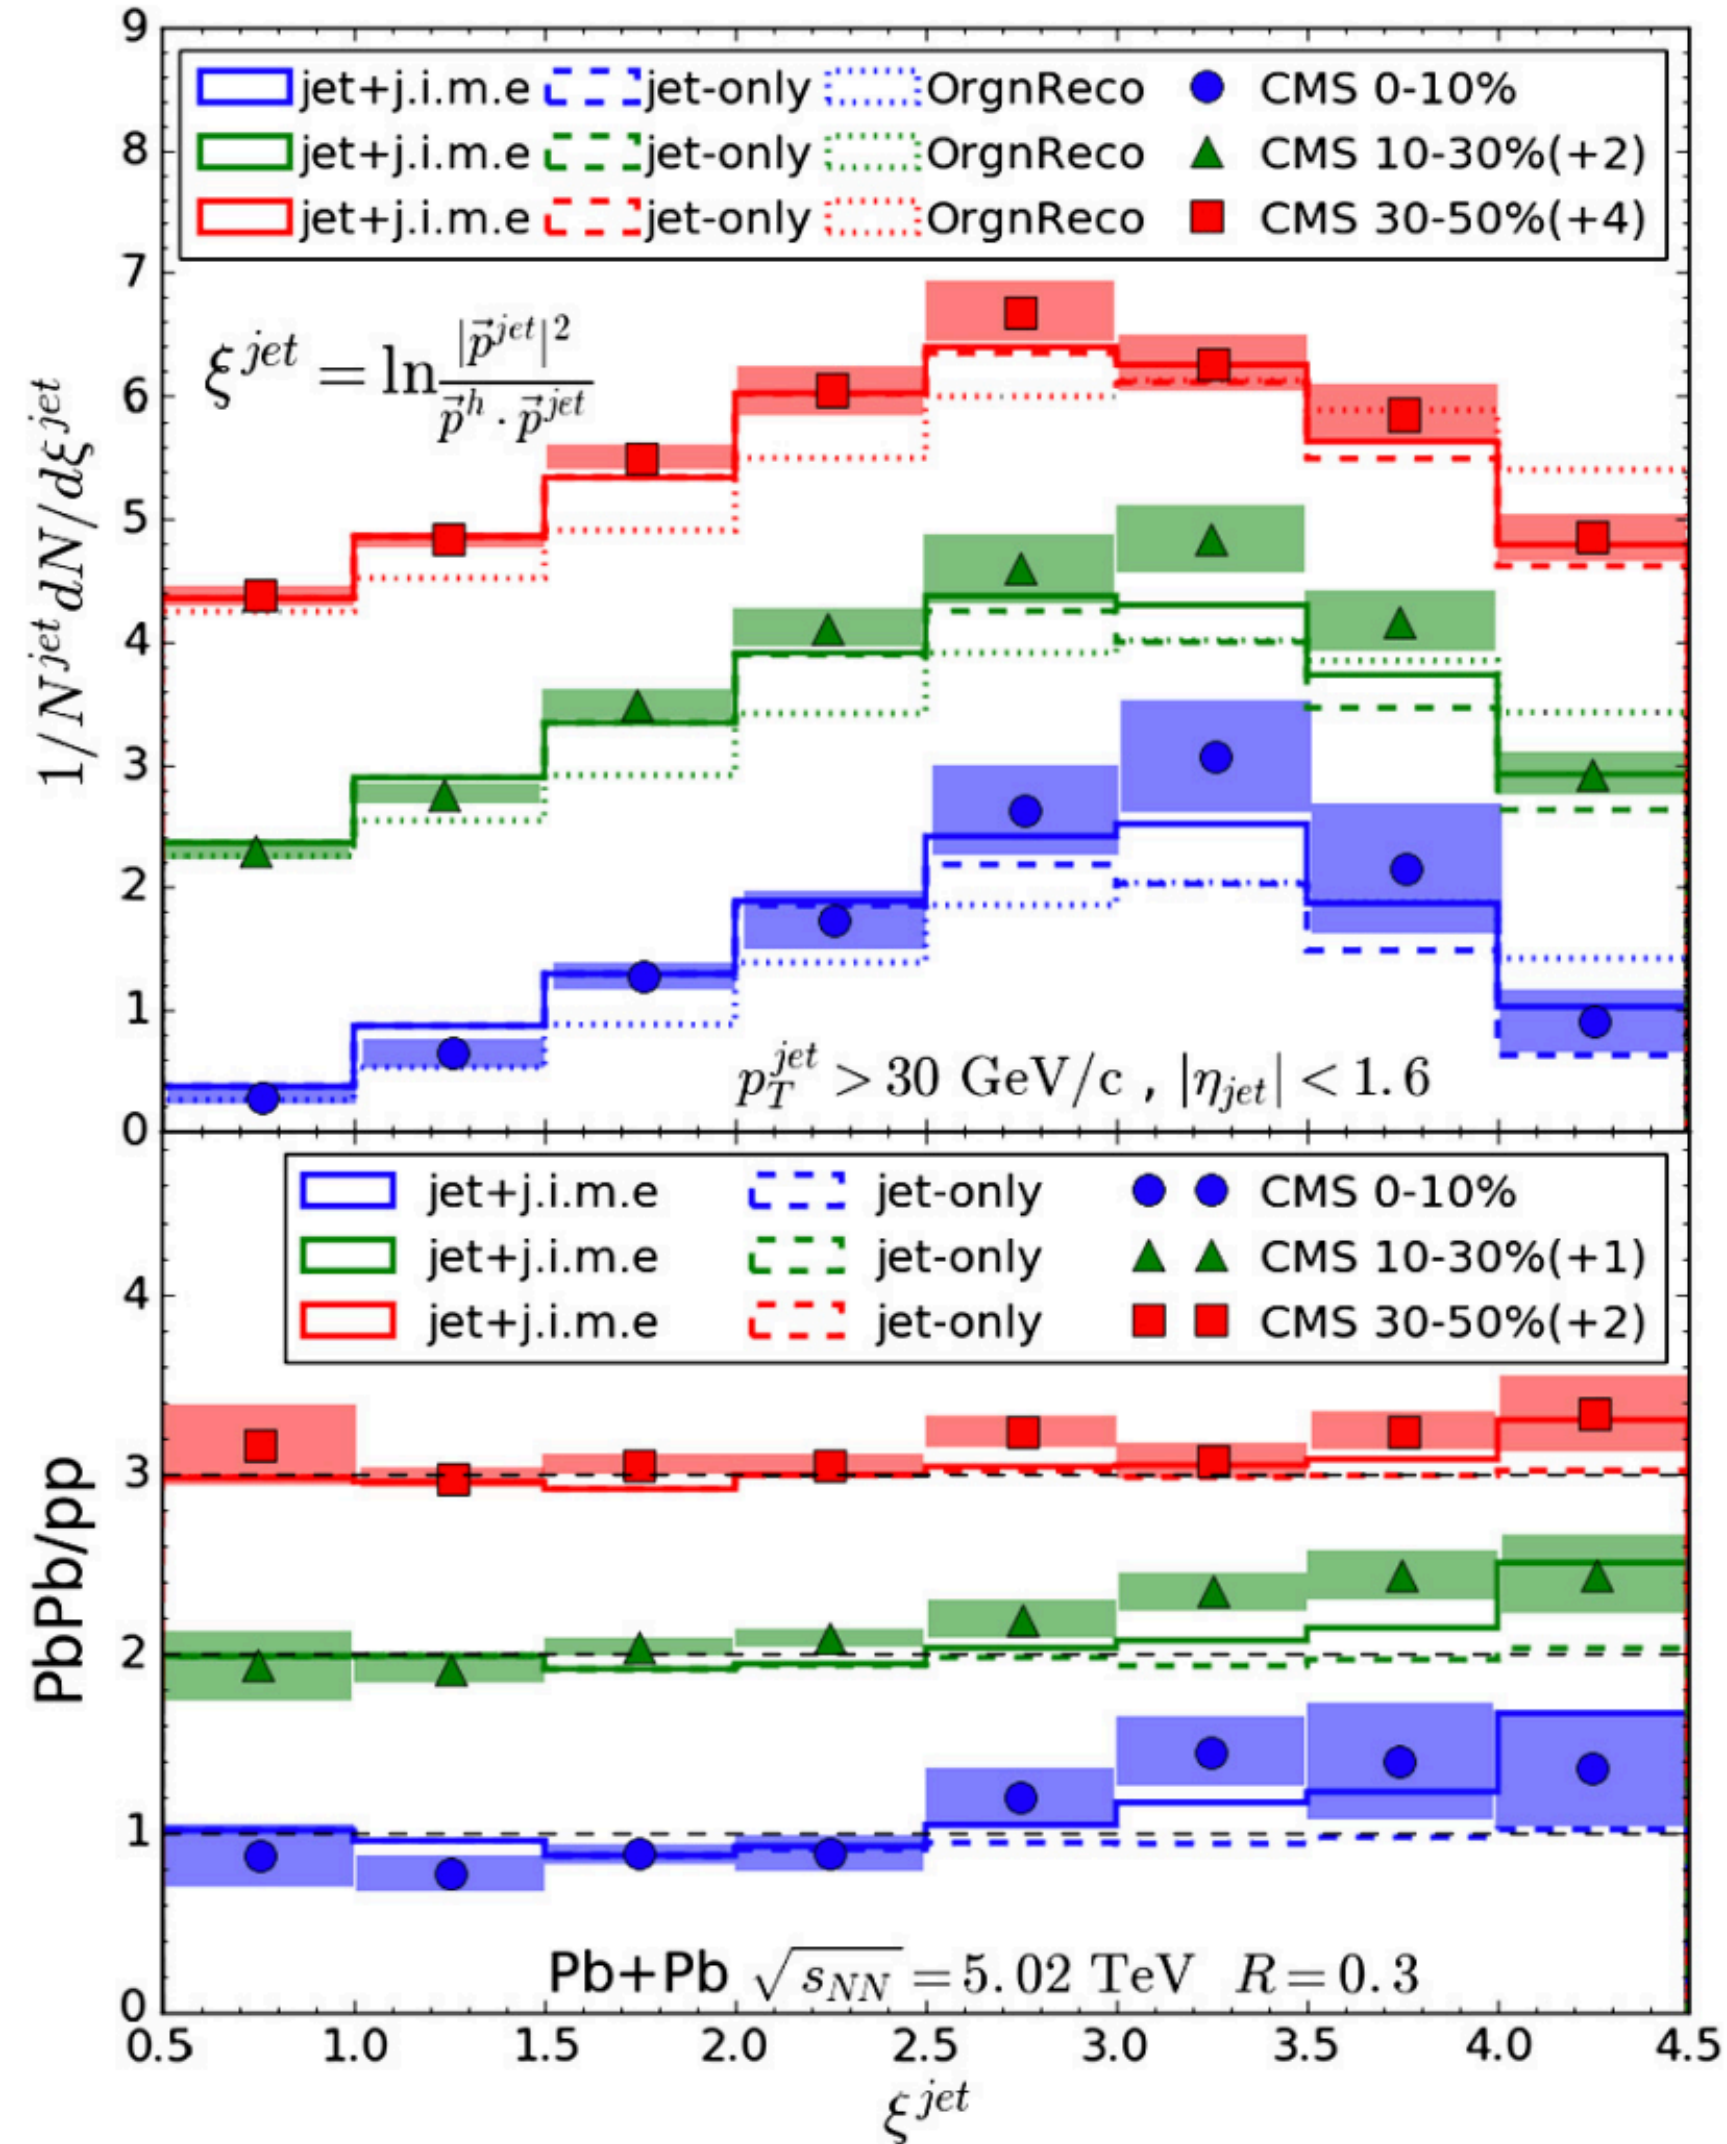 9
jet+j.i.m.e jet-only OrgnReco CMS 0-10%
8
jet+j.i.m.e jet-only OrgnReco CMS 10-30%(+2)
jet+j.i.m.e jet-only OrgnReco CMS 30-50%(+4)
7
ξ^{jet} = ln |p⃗^{jet}|^2 / p⃗^h · p⃗^{jet}
6
1/N^{jet} dN/dξ^{jet}
5
4
3
2
1
p_T^{jet} > 30 GeV/c , |η_{jet}| < 1.6
0
jet+j.i.m.e jet-only CMS 0-10%
jet+j.i.m.e jet-only CMS 10-30%(+1)
4
jet+j.i.m.e jet-only CMS 30-50%(+2)
3
PbPb/pp
2
1
Pb+Pb √s_{NN} = 5.02 TeV R = 0.3
0
0.5 1.0 1.5 2.0 2.5 3.0 3.5 4.0 4.5
ξ^{jet}